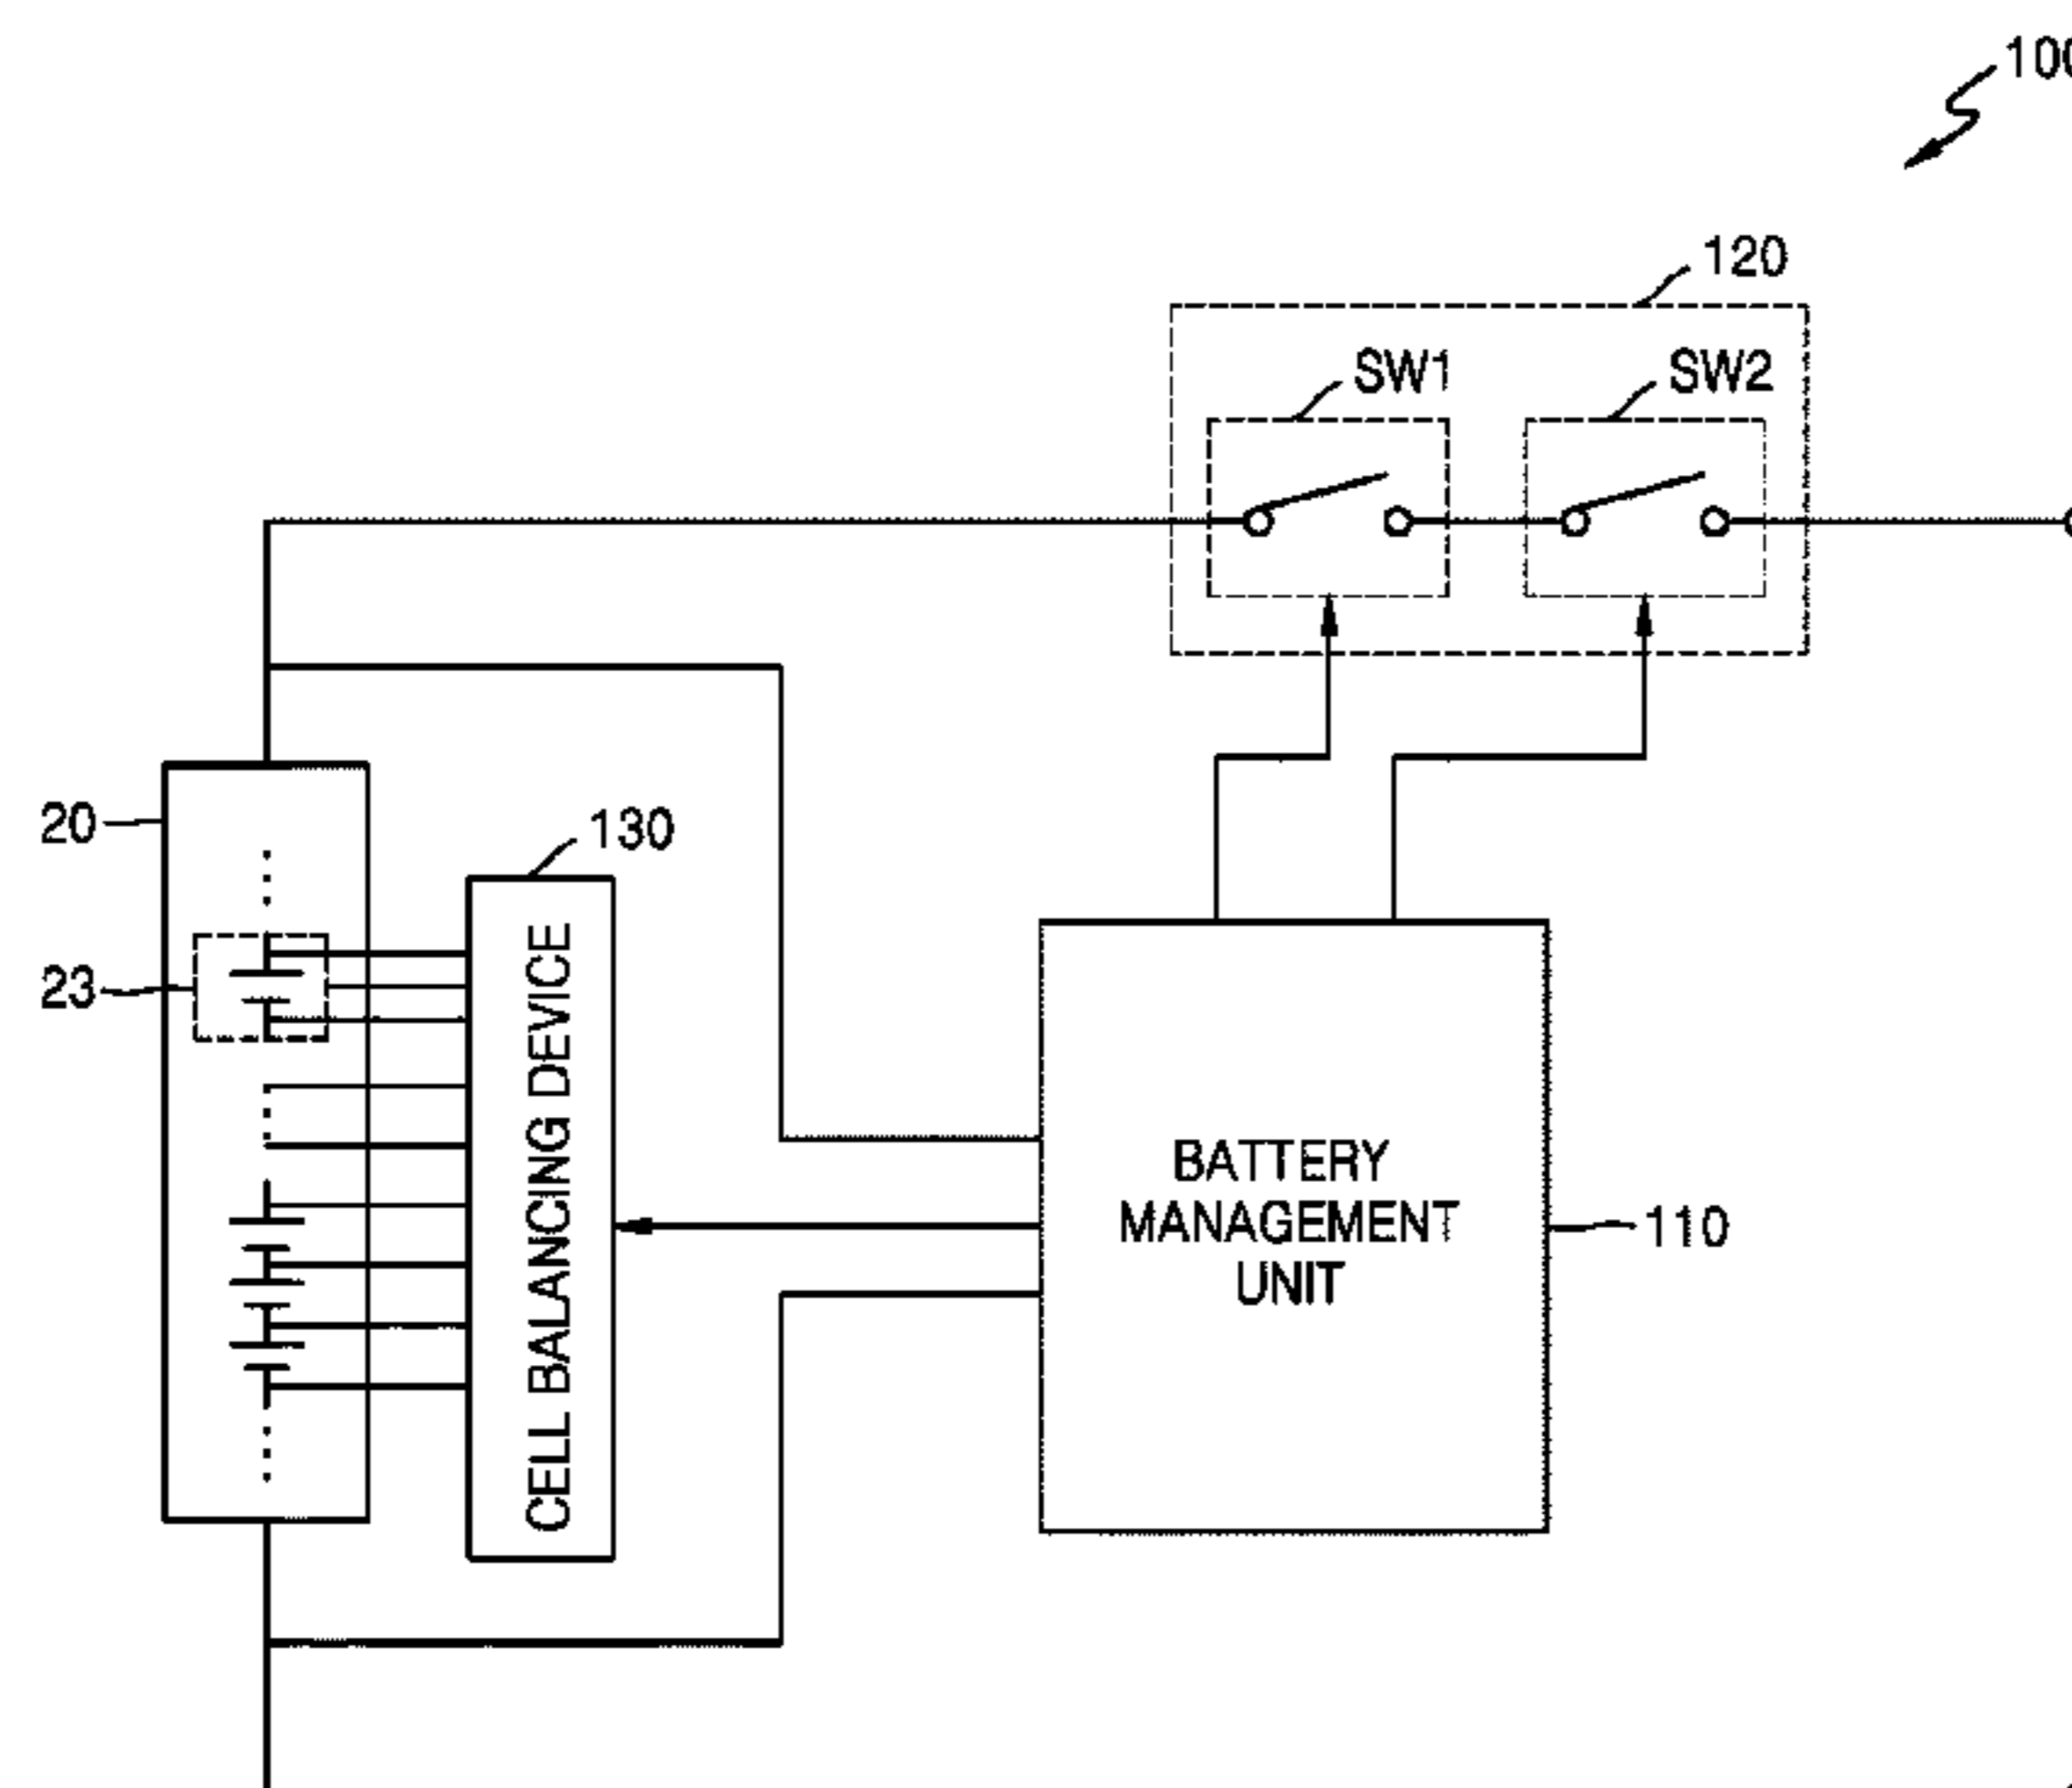 100
120
SW1
SW2
20
130
23
CELL BALANCING DEVICE
BATTERY
MANAGEMENT
UNIT
110